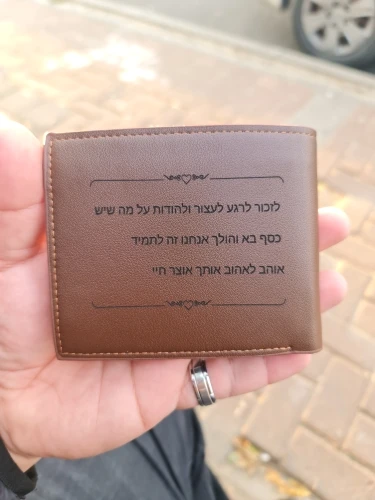 לזכור לרגע לעצור ולהודות על מה שיש
כסף בא והולך אנחנו זה לתמיד
אוהב לאהוב אותך אוצר חיי